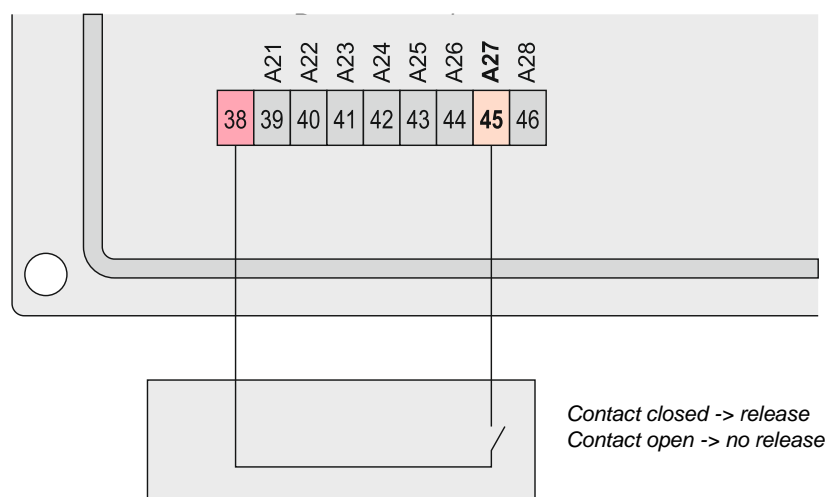 A21 A22 A23 A24 A25 A26 A27 A28
38 39 40 41 42 43 44 45 46
Contact closed -> release
Contact open -> no release